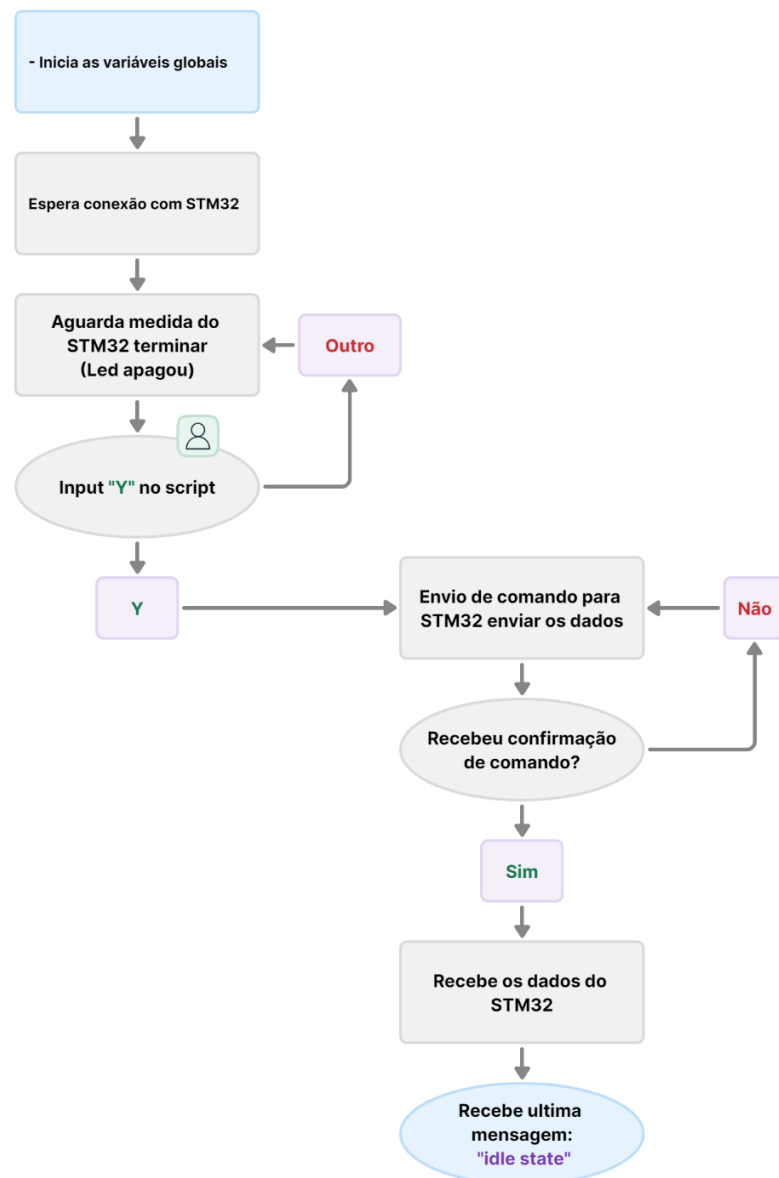 - Inicia as variáveis globais
Espera conexão com STM32
Aguarda medida do
STM32 terminar
(Led apagou)
Outro
Input "Y" no script
Y
Envio de comando para
STM32 enviar os dados
Não
Recebeu confirmação
de comando?
Sim
Recebe os dados do
STM32
Recebe ultima
mensagem:
"idle state"